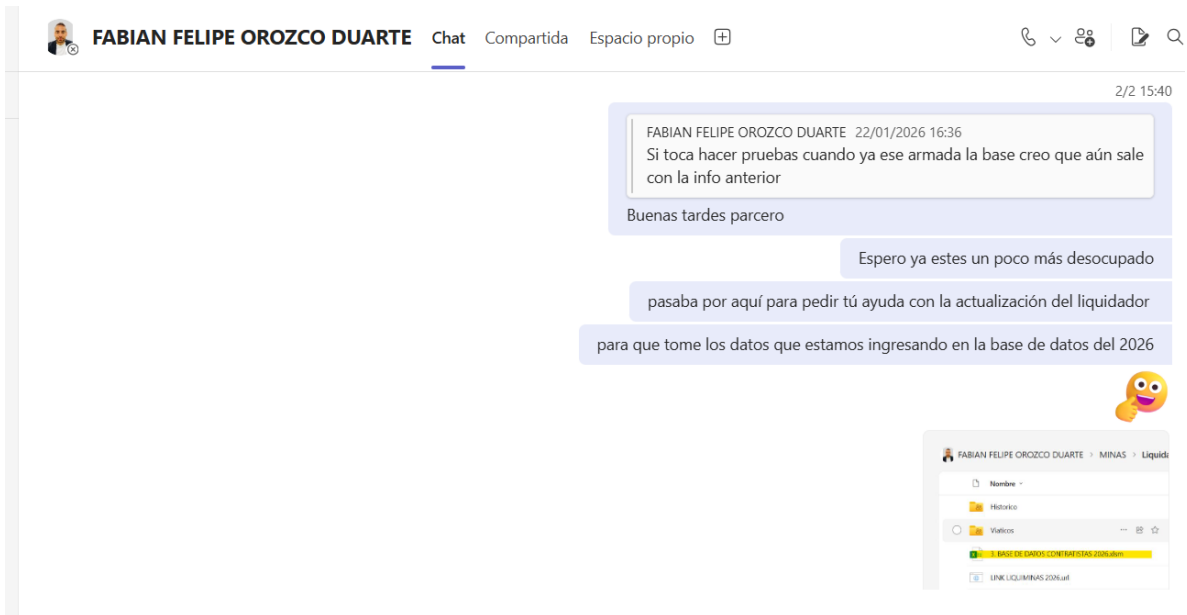 FABIAN FELIPE OROZCO DUARTE Chat Compartida Espacio propio
2/2 15:40
FABIAN FELIPE OROZCO DUARTE 22/01/2026 16:36
Si toca hacer pruebas cuando ya ese armada la base creo que aún sale
con la info anterior
Buenas tardes parcero
Espero ya estes un poco más desocupado
pasaba por aquí para pedir tú ayuda con la actualización del liquidador
para que tome los datos que estamos ingresando en la base de datos del 2026
FABIAN FELIPE OROZCO DUARTE > MINAS > Liquida
Nombre
Historico
Viaticos
3. BASE DE DATOS CONTRATISTAS 2026.xlsm
LINK LIQUIMINAS 2026.url